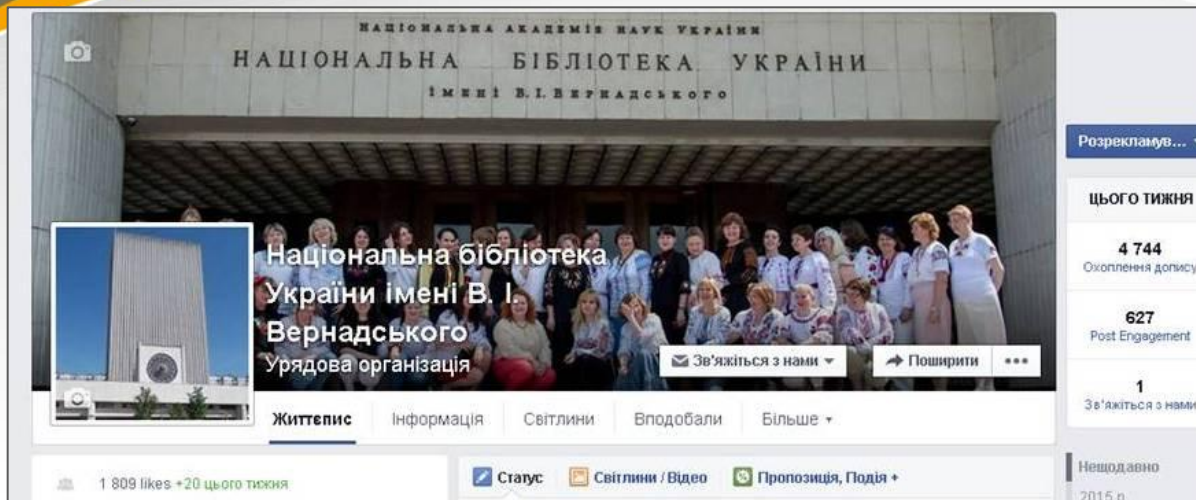 НАЦІОНАЛЬНА АКАДЕМІЯ НАУК УКРАЇНИ
НАЦІОНАЛЬНА БІБЛІОТЕКА УКРАЇНИ
ІМЕНІ В.І.ВЕРНАДСЬКОГО
Національна бібліотека
України імені В. І.
Вернадського
Урядова організація
Зв'яжіться з нами
Поширити
Життєпис Інформація Світлини Вподобали Більше
1 809 likes +20 цього тижня
Статус Світлини / Відео Пропозиція, Подія +
Розрекламув...
ЦЬОГО ТИЖНЯ
4 744
Охоплення допису
627
Post Engagement
1
Зв'яжіться з нами
Нещодавно
2015 р.